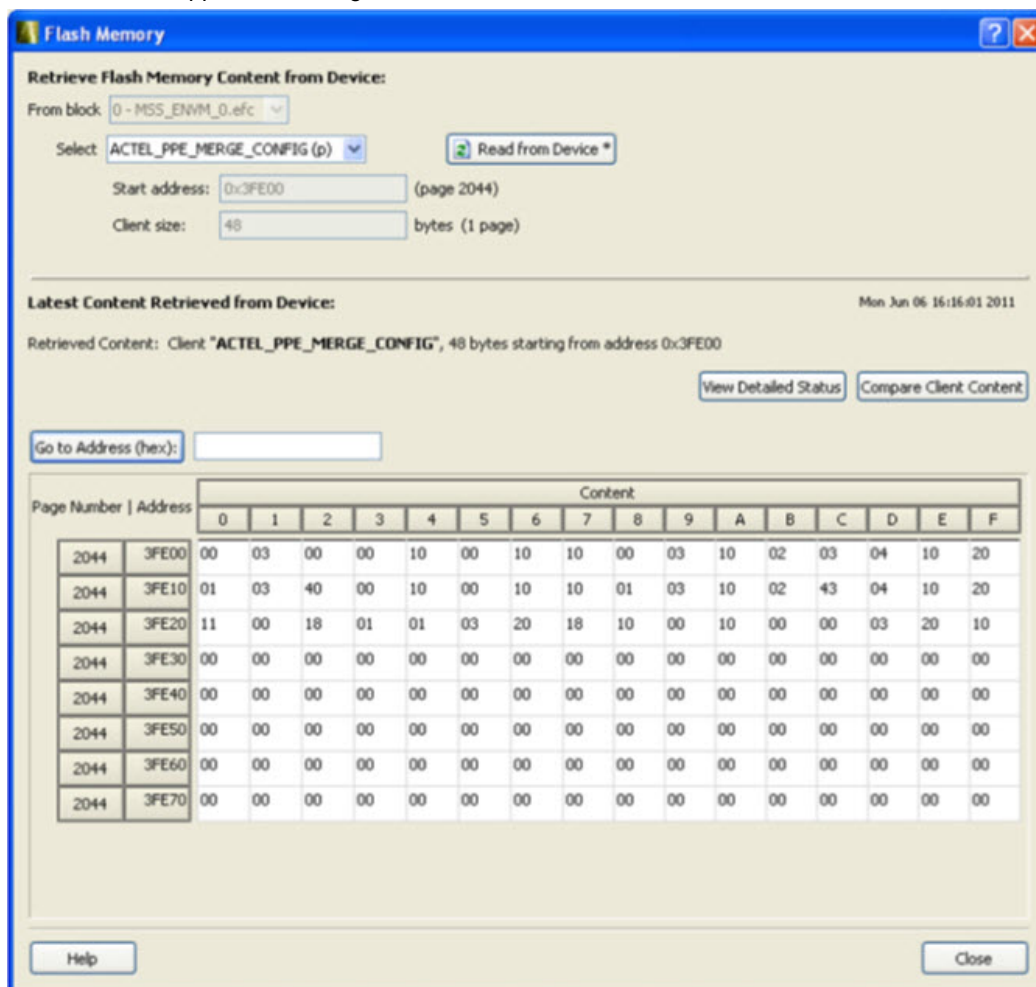 Flash Memory
Retrieve Flash Memory Content from Device:
From block 0 - MSS_ENVM_0.efc
Select ACTEL_PPE_MERGE_CONFIG (p) Read from Device *
Start address: 0x3FE00 (page 2044)
Client size: 48 bytes (1 page)
Latest Content Retrieved from Device: Mon Jun 06 16:16:01 2011
Retrieved Content: Client "ACTEL_PPE_MERGE_CONFIG", 48 bytes starting from address 0x3FE00
View Detailed Status Compare Client Content
Go to Address (hex):
Content
Page Number | Address 0 1 2 3 4 5 6 7 8 9 A B C D E F
2044 3FE00 00 03 00 00 10 00 10 10 00 03 10 02 03 04 10 20
2044 3FE10 01 03 40 00 10 00 10 10 01 03 10 02 43 04 10 20
2044 3FE20 11 00 18 01 01 03 20 18 10 00 10 00 00 03 20 10
2044 3FE30 00 00 00 00 00 00 00 00 00 00 00 00 00 00 00 00
2044 3FE40 00 00 00 00 00 00 00 00 00 00 00 00 00 00 00 00
2044 3FE50 00 00 00 00 00 00 00 00 00 00 00 00 00 00 00 00
2044 3FE60 00 00 00 00 00 00 00 00 00 00 00 00 00 00 00 00
2044 3FE70 00 00 00 00 00 00 00 00 00 00 00 00 00 00 00 00
Help Close